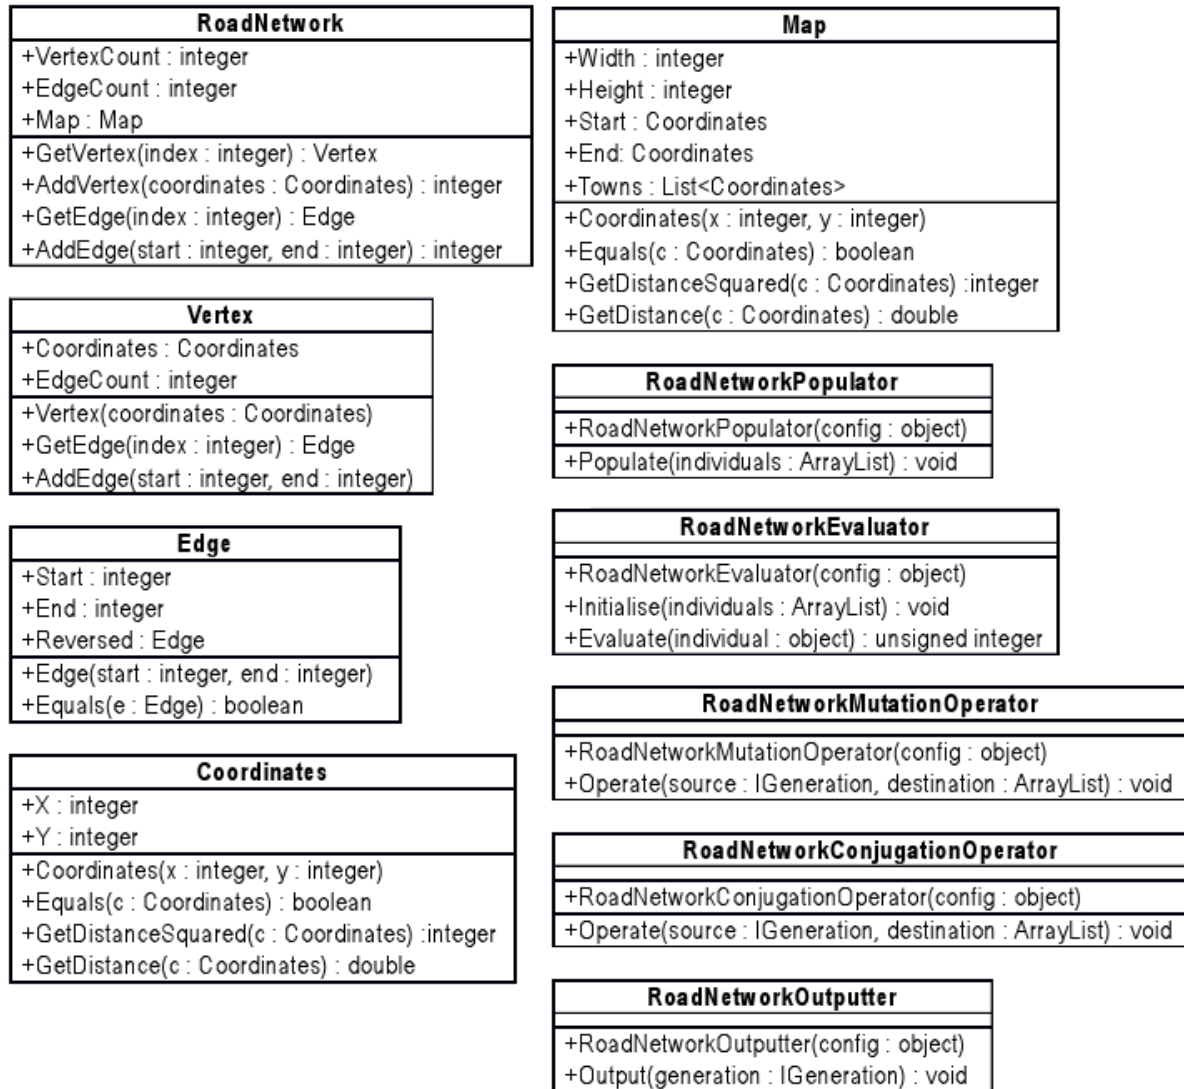 RoadNetwork
+VertexCount : integer
+EdgeCount : integer
+Map : Map
+GetVertex(index : integer) : Vertex
+AddVertex(coordinates : Coordinates) : integer
+GetEdge(index : integer) : Edge
+AddEdge(start : integer, end : integer) : integer
Vertex
+Coordinates : Coordinates
+EdgeCount : integer
+Vertex(coordinates : Coordinates)
+GetEdge(index : integer) : Edge
+AddEdge(start : integer, end : integer)
Edge
+Start : integer
+End : integer
+Reversed : Edge
+Edge(start : integer, end : integer)
+Equals(e : Edge) : boolean
Coordinates
+X : integer
+Y : integer
+Coordinates(x : integer, y : integer)
+Equals(c : Coordinates) : boolean
+GetDistanceSquared(c : Coordinates) :integer
+GetDistance(c : Coordinates) : double
Map
+Width : integer
+Height : integer
+Start : Coordinates
+End: Coordinates
+Towns : List<Coordinates>
+Coordinates(x : integer, y : integer)
+Equals(c : Coordinates) : boolean
+GetDistanceSquared(c : Coordinates) :integer
+GetDistance(c : Coordinates) : double
RoadNetworkPopulator
+RoadNetworkPopulator(config : object)
+Populate(individuals : ArrayList) : void
RoadNetworkEvaluator
+RoadNetworkEvaluator(config : object)
+Initialise(individuals : ArrayList) : void
+Evaluate(individual : object) : unsigned integer
RoadNetworkMutationOperator
+RoadNetworkMutationOperator(config : object)
+Operate(source : IGeneration, destination : ArrayList) : void
RoadNetworkConjugationOperator
+RoadNetworkConjugationOperator(config : object)
+Operate(source : IGeneration, destination : ArrayList) : void
RoadNetworkOutputter
+RoadNetworkOutputter(config : object)
+Output(generation : IGeneration) : void